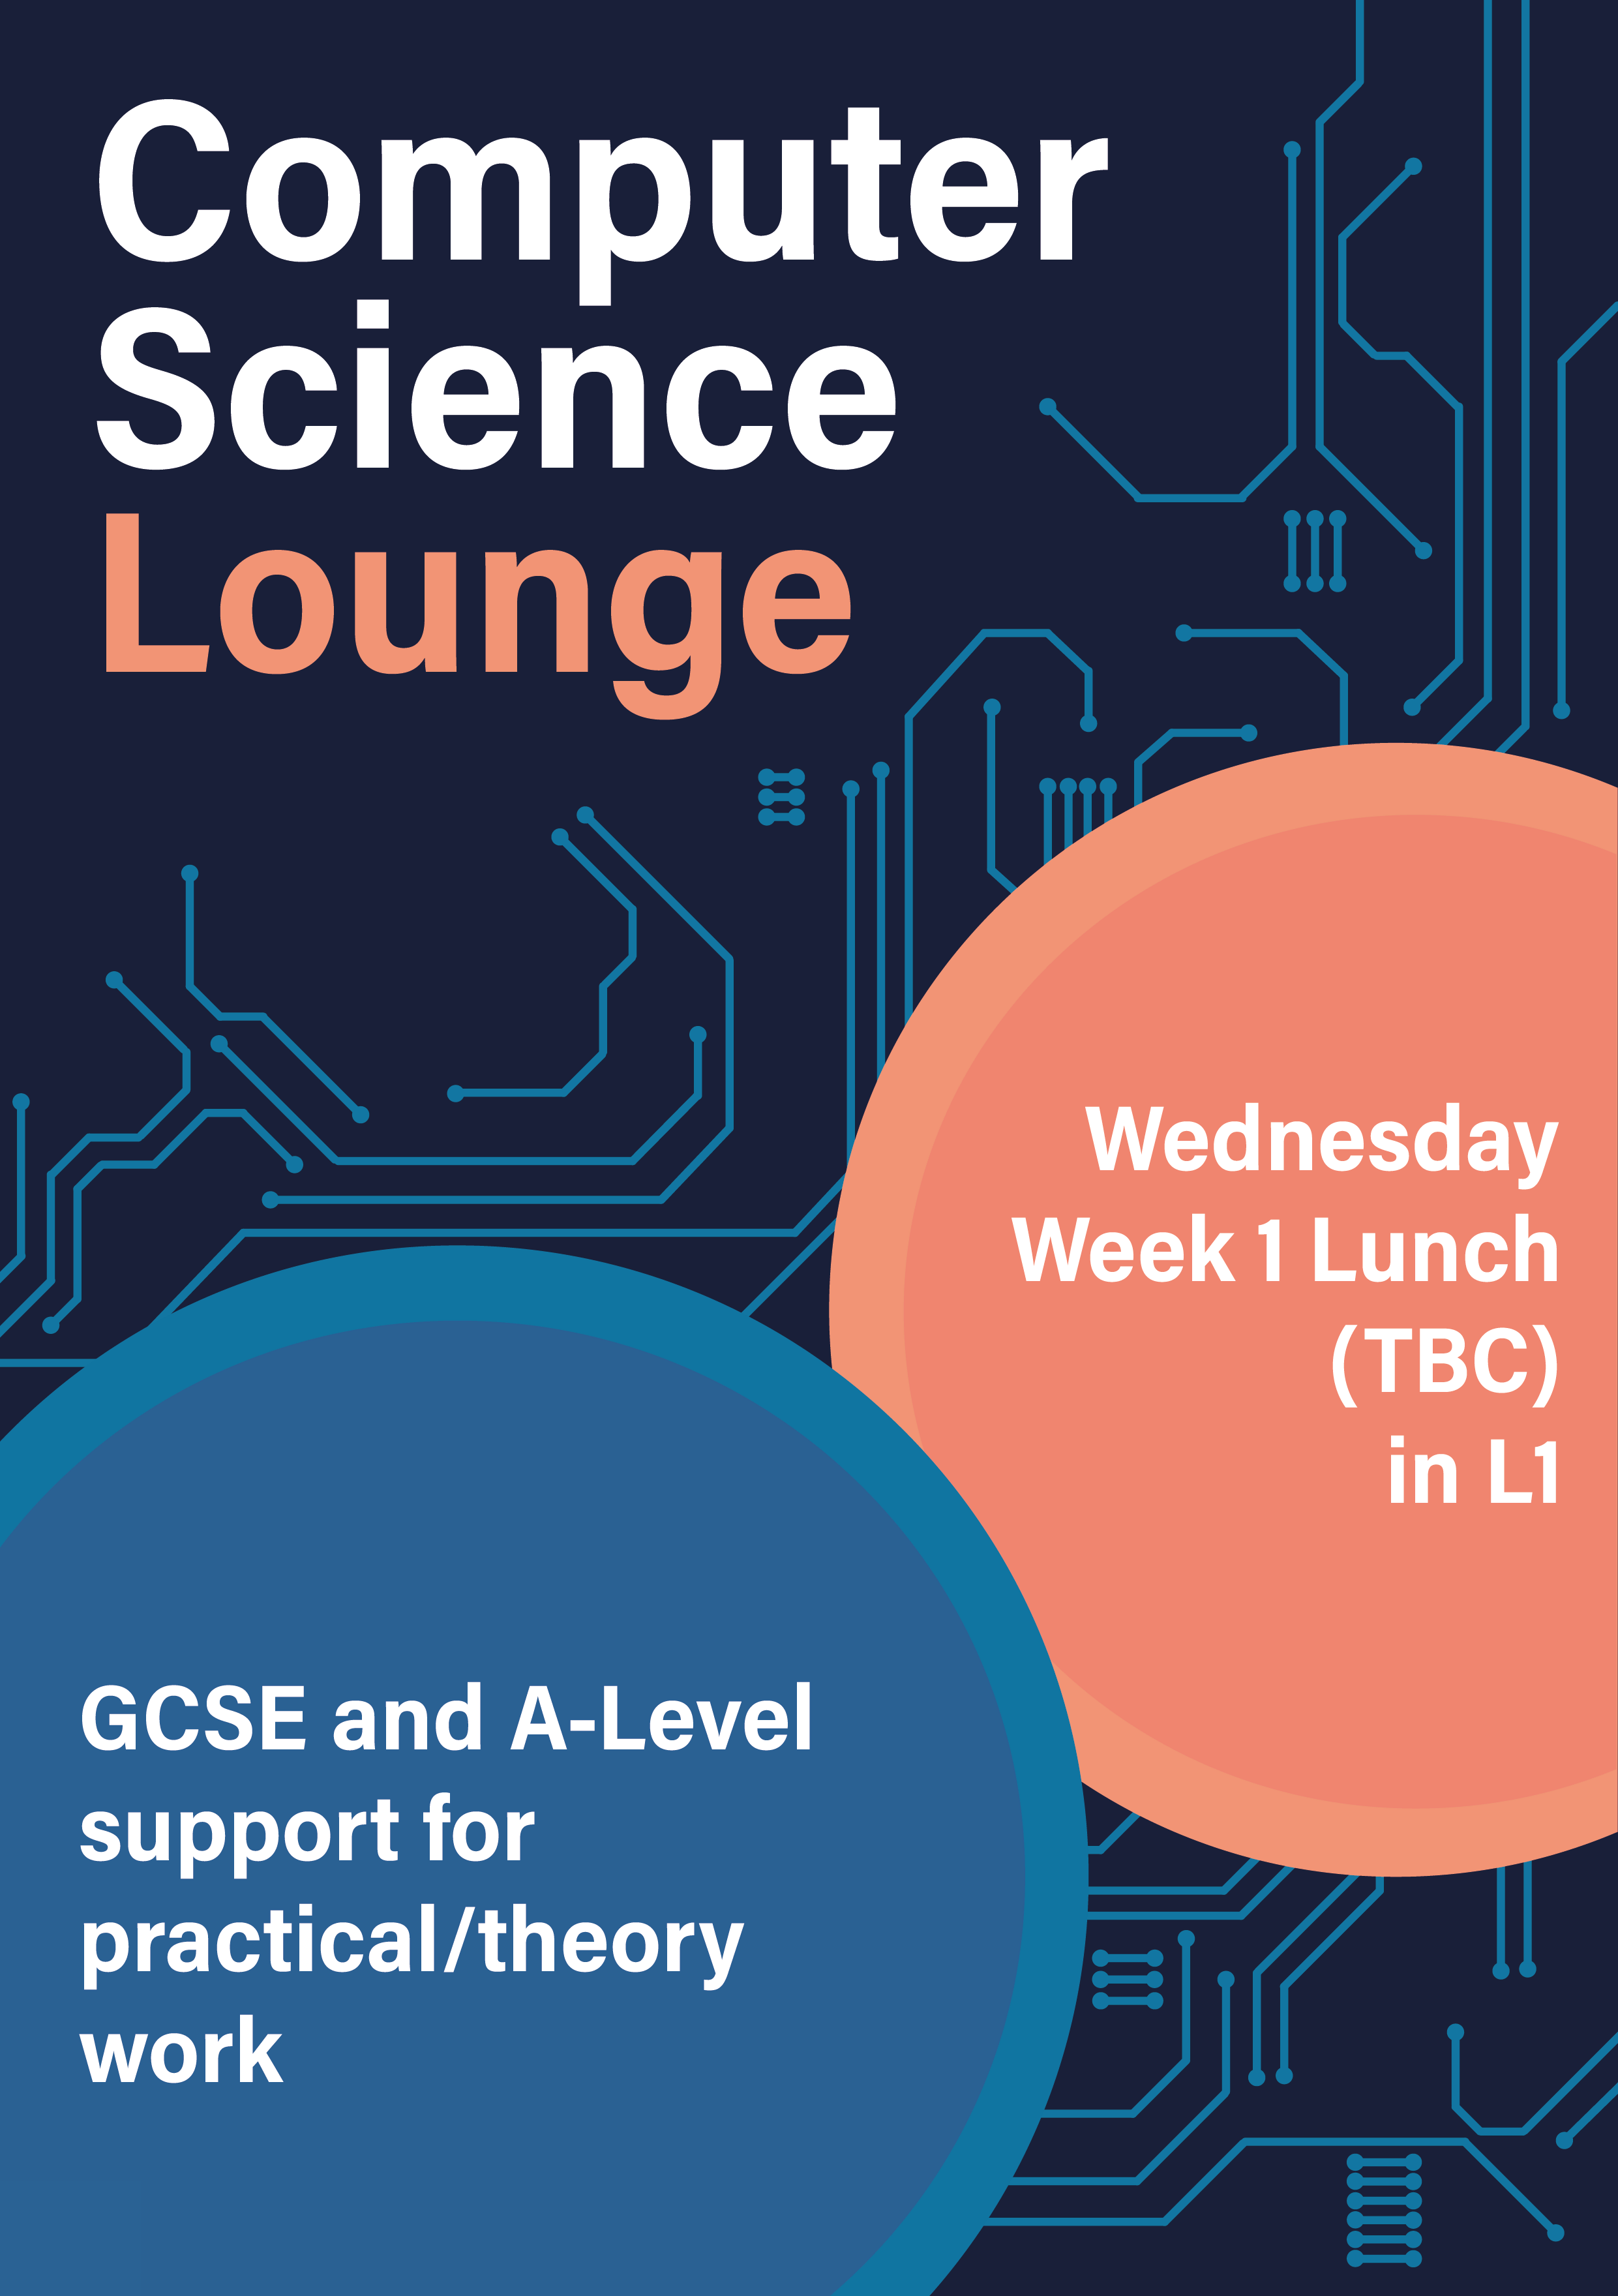 Computer
Science
Lounge
Wednesday
Week 1 Lunch
(TBC)
in L1
GCSE and A-Level
support for
practical/theory
work